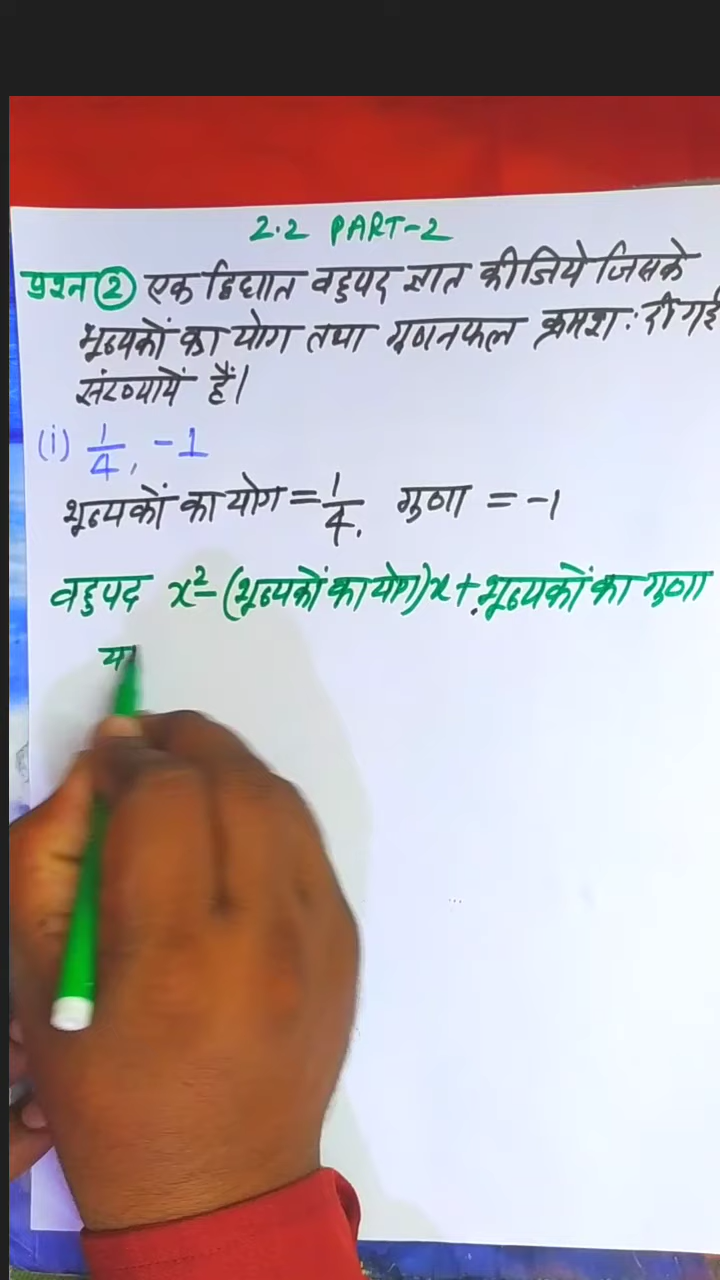 2.2 PART-2
प्रश्न ② एक द्विघात बहुपद ज्ञात कीजिये जिसके
शून्यकों का योग तथा गुणनफल क्रमश: दी गई
संख्यायें हैं।
(i) 1/4, -1
शून्यकों का योग = 1/4, गुणा = -1
बहुपद x² - (शून्यकों का योग)x + शून्यकों का गुणा